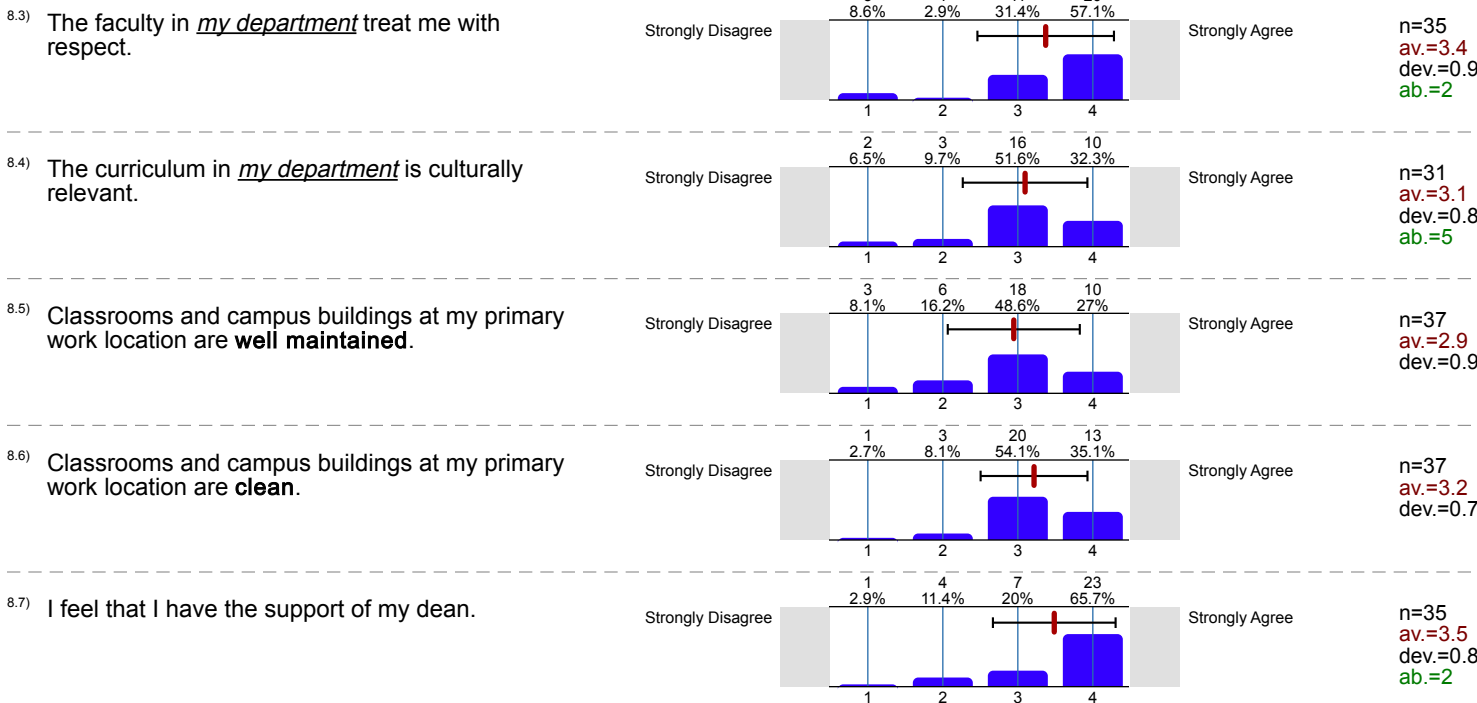 8.3) The faculty in my department treat me with
respect.
Strongly Disagree
8.6% 2.9% 31.4% 57.1%
1 2 3 4
Strongly Agree
n=35
av.=3.4
dev.=0.9
ab.=2
8.4) The curriculum in my department is culturally
relevant.
Strongly Disagree
2 3 16 10
6.5% 9.7% 51.6% 32.3%
1 2 3 4
Strongly Agree
n=31
av.=3.1
dev.=0.8
ab.=5
8.5) Classrooms and campus buildings at my primary
work location are well maintained.
Strongly Disagree
3 6 18 10
8.1% 16.2% 48.6% 27%
1 2 3 4
Strongly Agree
n=37
av.=2.9
dev.=0.9
8.6) Classrooms and campus buildings at my primary
work location are clean.
Strongly Disagree
1 3 20 13
2.7% 8.1% 54.1% 35.1%
1 2 3 4
Strongly Agree
n=37
av.=3.2
dev.=0.7
8.7) I feel that I have the support of my dean.
Strongly Disagree
1 4 7 23
2.9% 11.4% 20% 65.7%
1 2 3 4
Strongly Agree
n=35
av.=3.5
dev.=0.8
ab.=2